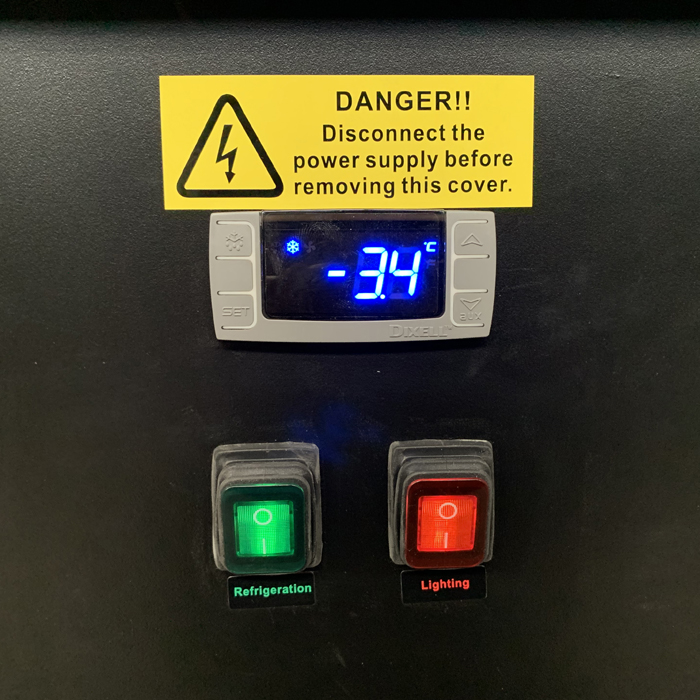 DANGER!!
Disconnect the
power supply before
removing this cover.
-3.4 °C
SET
aux
DIXELL
Refrigeration
Lighting